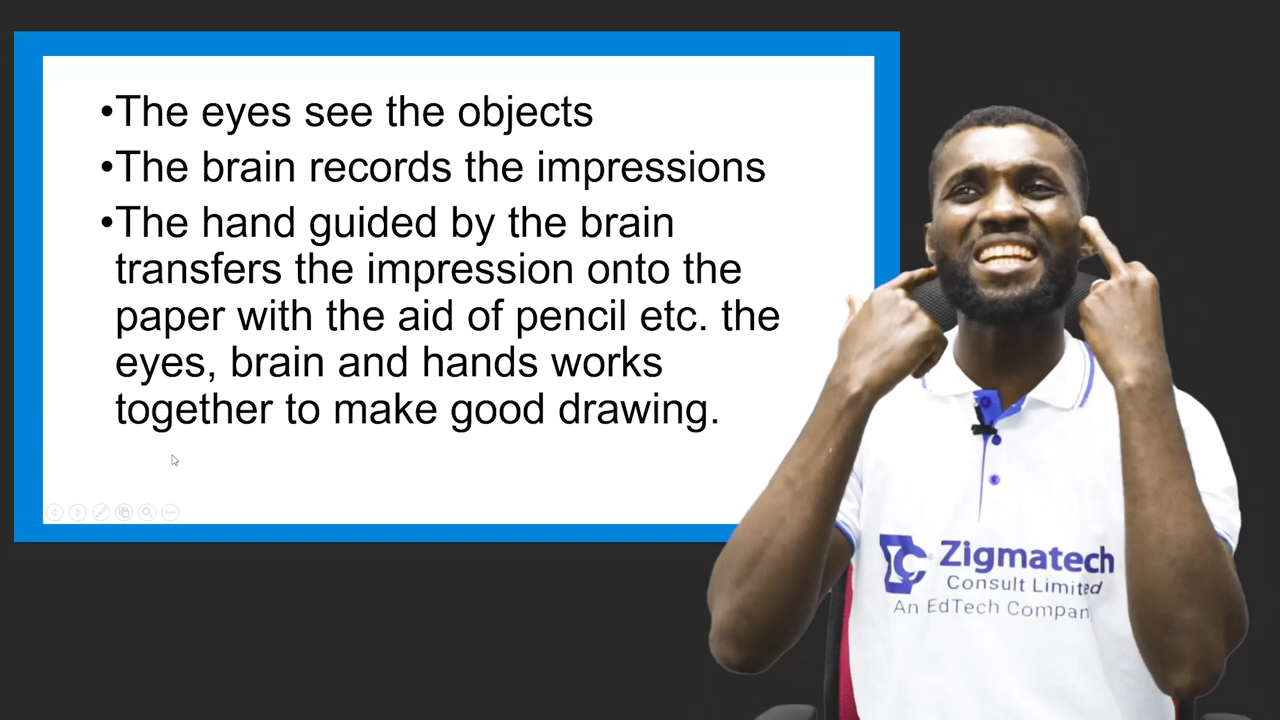 •The eyes see the objects
•The brain records the impressions
•The hand guided by the brain
transfers the impression onto the
paper with the aid of pencil etc. the
eyes, brain and hands works
together to make good drawing.
Zigmatech
Consult Limited
An EdTech Compan